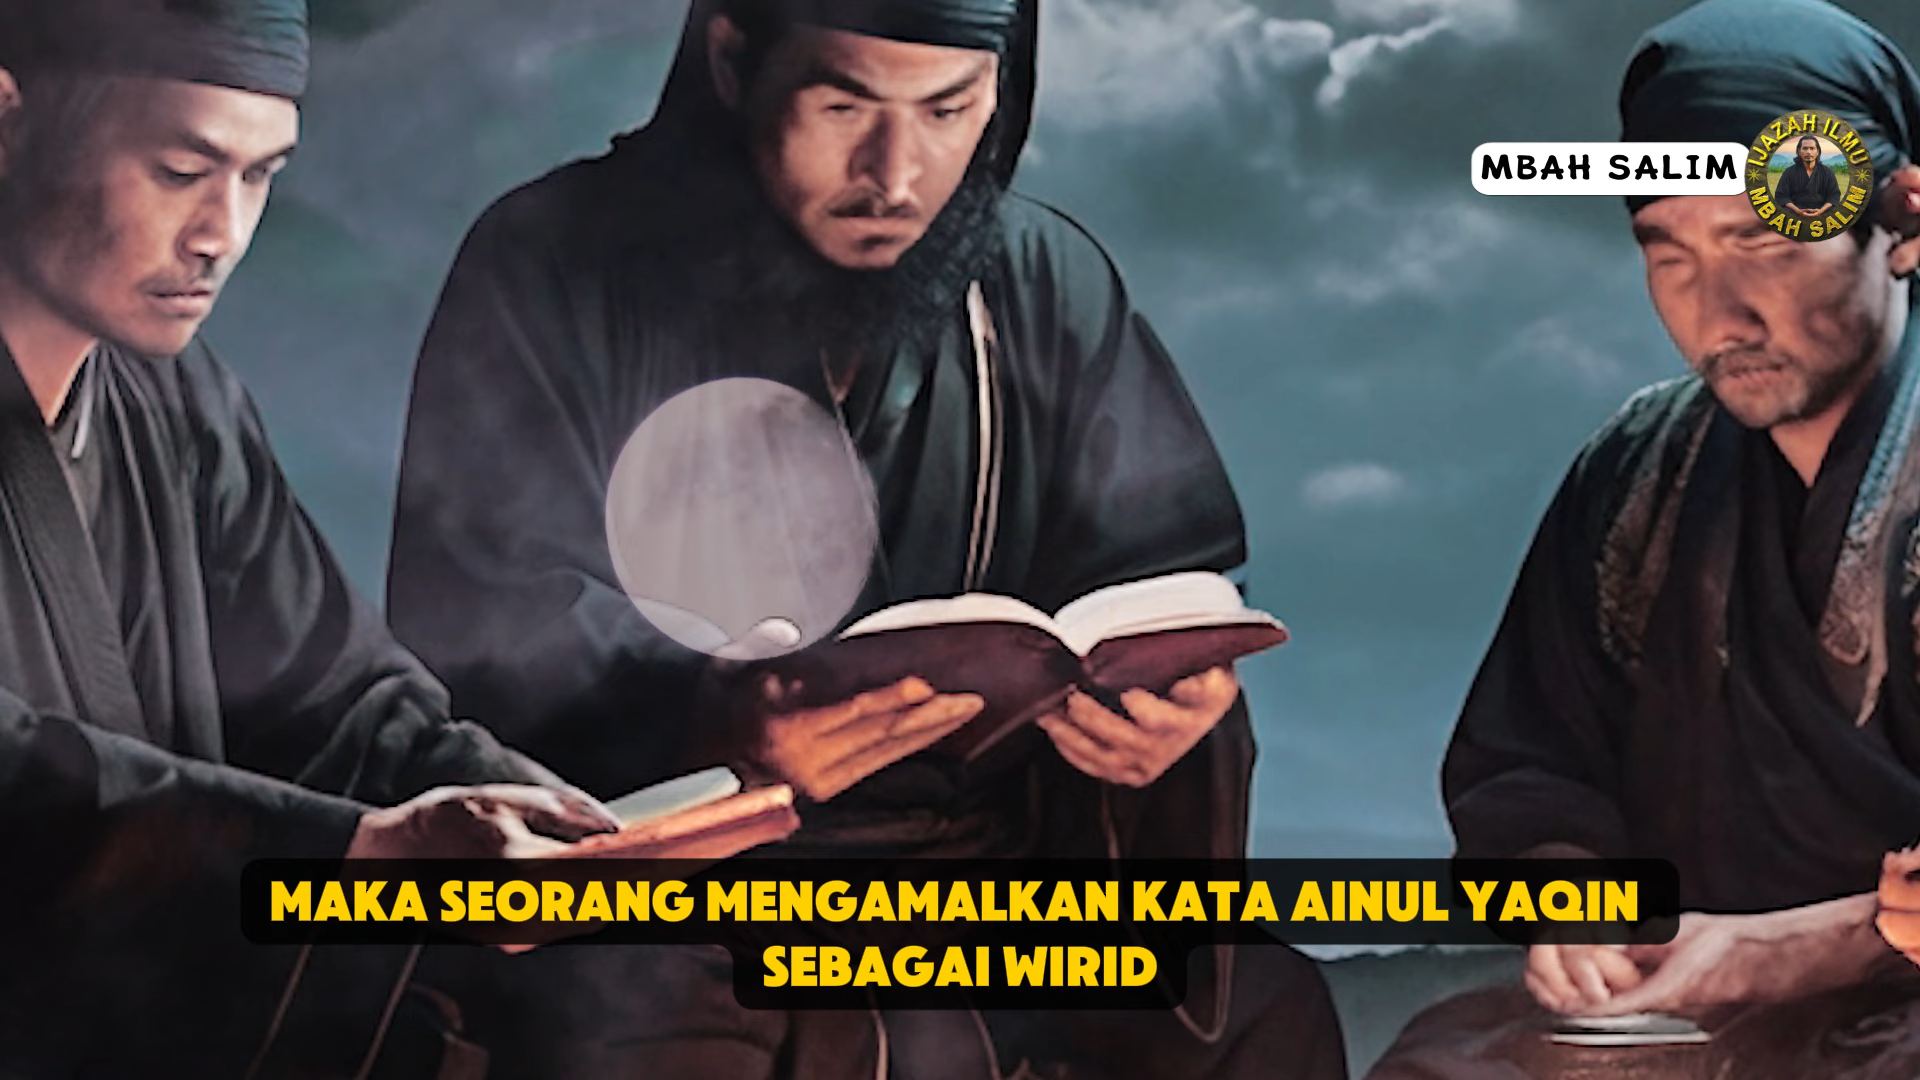 MBAH SALIM
IJAZAH ILMU
MBAH SALIM
MAKA SEORANG MENGAMALKAN KATA AINUL YAQIN
SEBAGAI WIRID